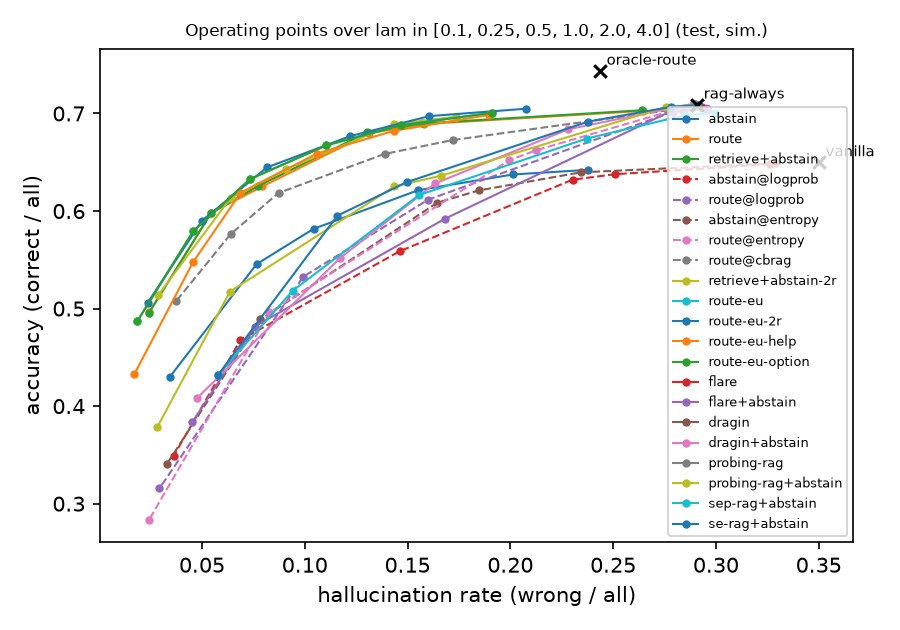 Operating points over lam in [0.1, 0.25, 0.5, 1.0, 2.0, 4.0] (test, sim.)
oracle-route
rag-always
vanilla
abstain
route
retrieve+abstain
abstain@logprob
route@logprob
abstain@entropy
route@entropy
route@cbrag
retrieve+abstain-2r
route-eu
route-eu-2r
route-eu-help
route-eu-option
flare
flare+abstain
dragin
dragin+abstain
probing-rag
probing-rag+abstain
sep-rag+abstain
se-rag+abstain
accuracy (correct / all)
0.7
0.6
0.5
0.4
0.3
0.05 0.10 0.15 0.20 0.25 0.30 0.35
hallucination rate (wrong / all)